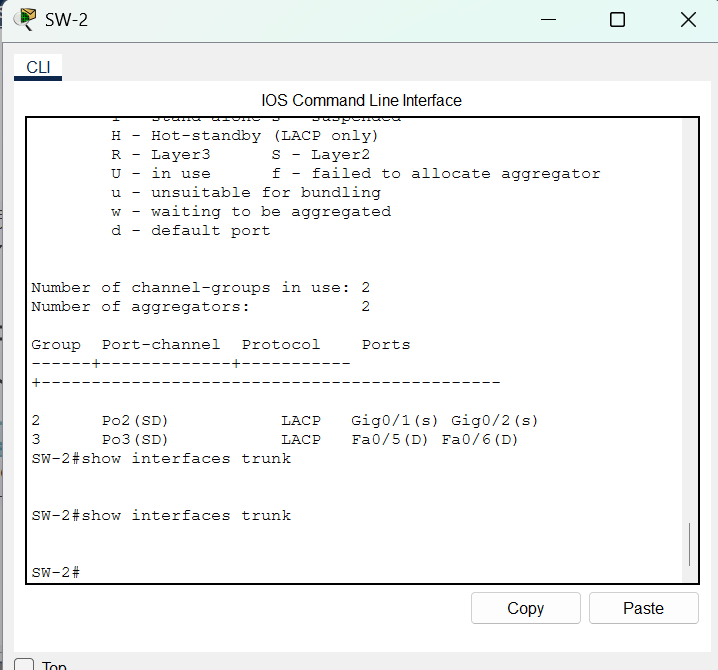 SW-2
CLI
IOS Command Line Interface
H - Hot-standby (LACP only)
R - Layer3 S - Layer2
U - in use f - failed to allocate aggregator
u - unsuitable for bundling
w - waiting to be aggregated
d - default port
Number of channel-groups in use: 2
Number of aggregators: 2
Group Port-channel Protocol Ports
------+-------------+-----------
+----------------------------------------------
2 Po2(SD) LACP Gig0/1(s) Gig0/2(s)
3 Po3(SD) LACP Fa0/5(D) Fa0/6(D)
SW-2#show interfaces trunk
SW-2#show interfaces trunk
SW-2#
Copy Paste
Top